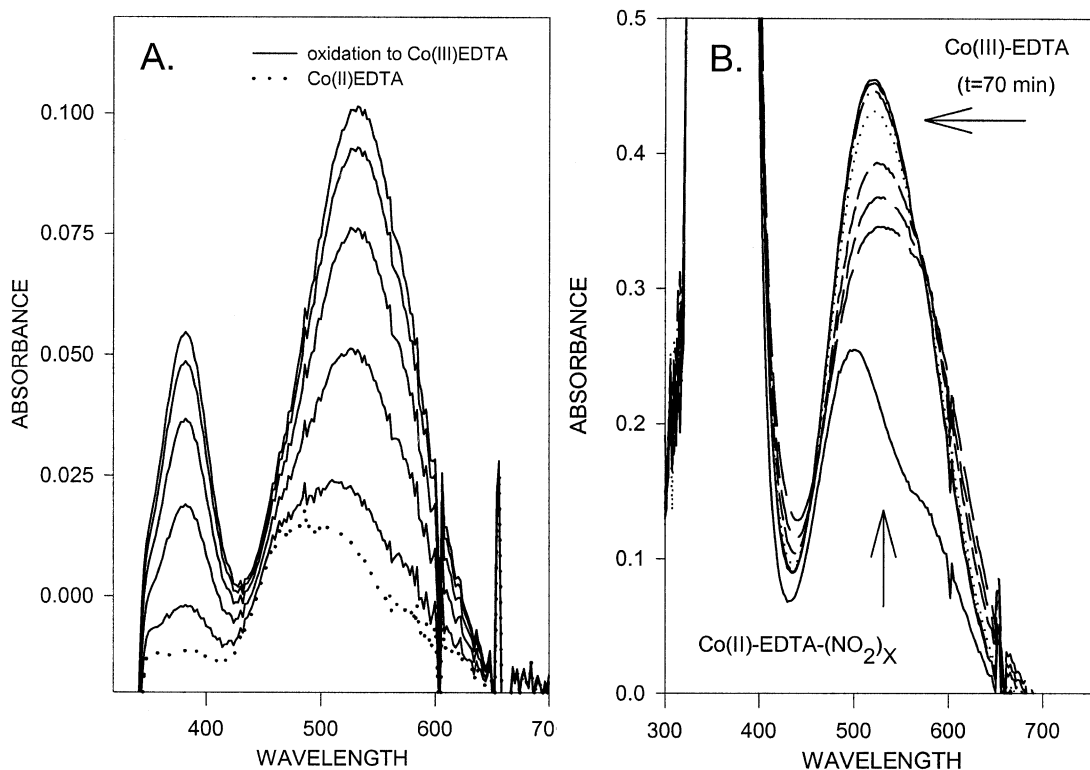 A.
oxidation to Co(III)EDTA
Co(II)EDTA
0.100
0.075
0.050
0.025
0.000
ABSORBANCE
400
500
600
70
WAVELENGTH
B.
Co(III)-EDTA
(t=70 min)
0.5
0.4
0.3
0.2
0.1
0.0
ABSORBANCE
Co(II)-EDTA-(NO2)X
300
400
500
600
700
WAVELENGTH